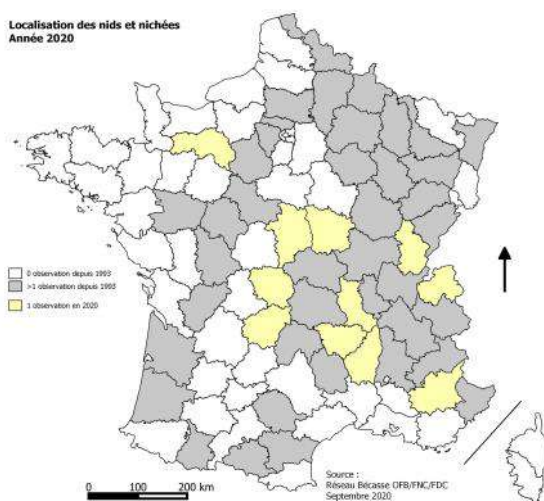 Localisation des nids et nichées
Année 2020
0 observation depuis 1993
>1 observation depuis 1993
1 observation en 2020
0 100 200 km
Source :
Réseau Bécasse OFB/FNC/FDC
Septembre 2020